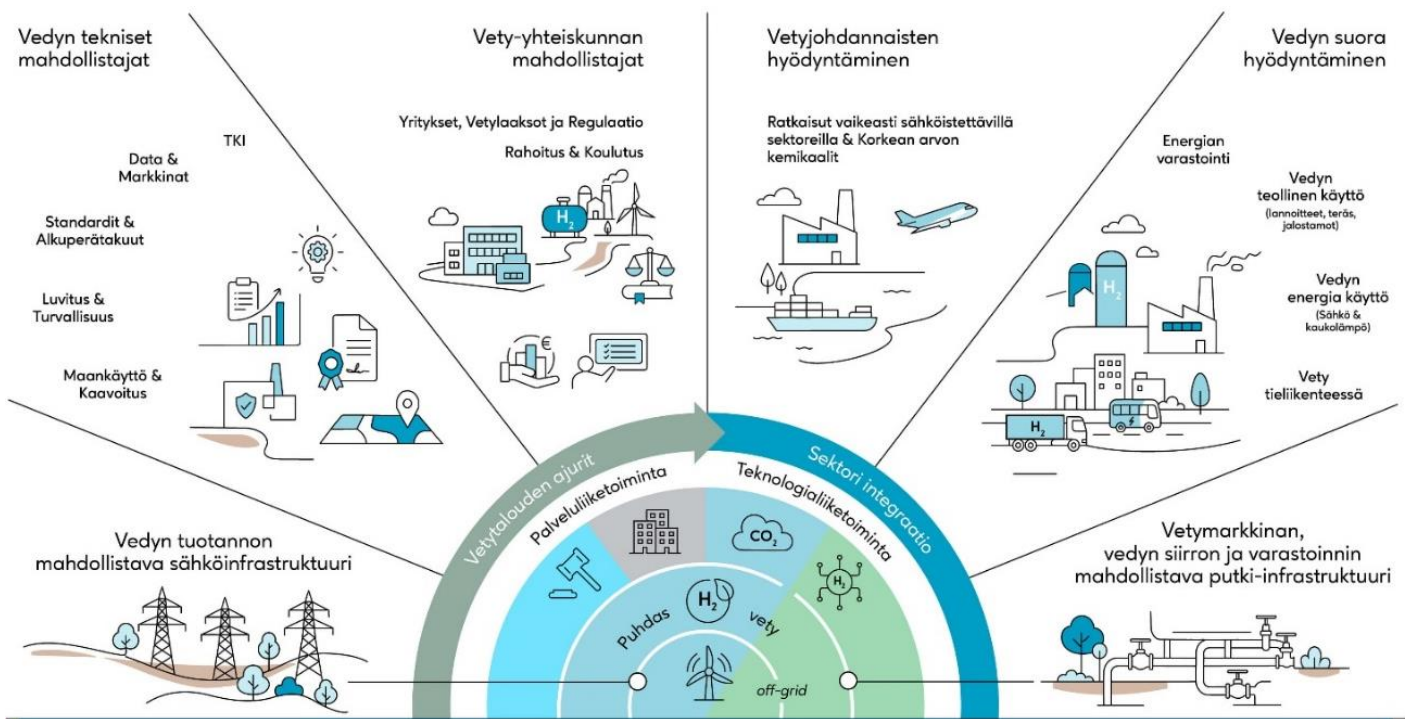 Vedyn tekniset
mahdollistajat
TKI
Data &
Markkinat
Standardit &
Alkuperätakuut
Luvitus &
Turvallisuus
Maankäyttö &
Kaavoitus
Vety-yhteiskunnan
mahdollistajat
Yritykset, Vetylaaksot ja Regulaatio
Rahoitus & Koulutus
H2
€
Vetyjohdannaisten
hyödyntäminen
Ratkaisut vaikeasti sähköistettävillä
sektoreilla & Korkean arvon
kemikaalit
Vedyn suora
hyödyntäminen
Energian
varastointi
Vedyn
teollinen käyttö
(lannoitteet, teräs,
jalostamot)
Vedyn
energia käyttö
(Sähkö &
kaukolämpö)
Vety
tieliikenteessä
H2
H2
Vedyn tuotannon
mahdollistava sähköinfrastruktuuri
Vetytalouden ajurit
Sektori integraatio
Palveluliiketoiminta
Teknologialiiketoiminta
CO2
H2
H2
Puhdas vety
off-grid
Vetymarkkinan,
vedyn siirron ja varastoinnin
mahdollistava putki-infrastruktuuri